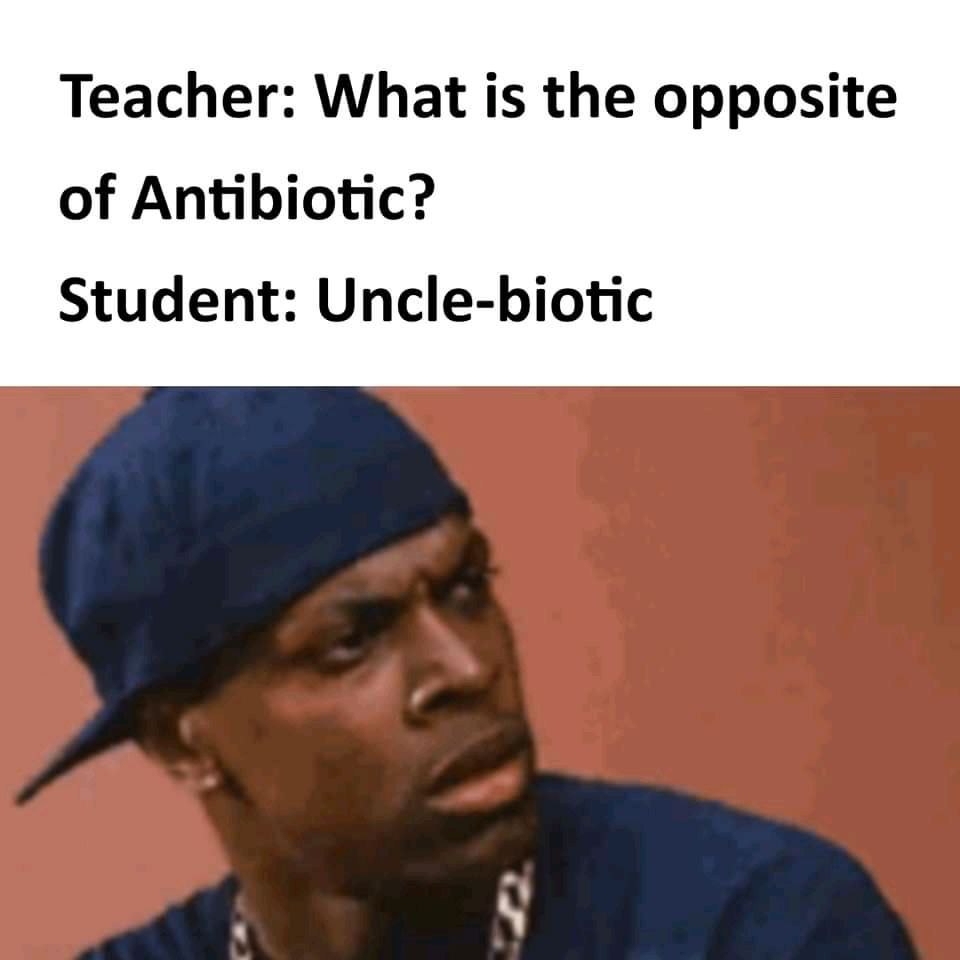 Teacher: What is the opposite
of Antibiotic?
Student: Uncle-biotic